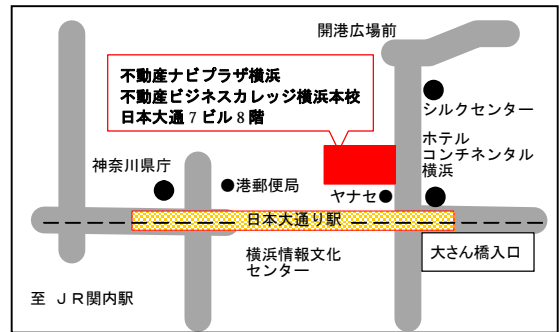 開港広場前
不動産ナビプラザ横浜
不動産ビジネスカレッジ横浜本校
日本大通7ビル8階
シルクセンター
ホテル
コンチネンタル
横浜
神奈川県庁
港郵便局
ヤナセ
日本大通り駅
横浜情報文化
センター
大さん橋入口
至 JR関内駅